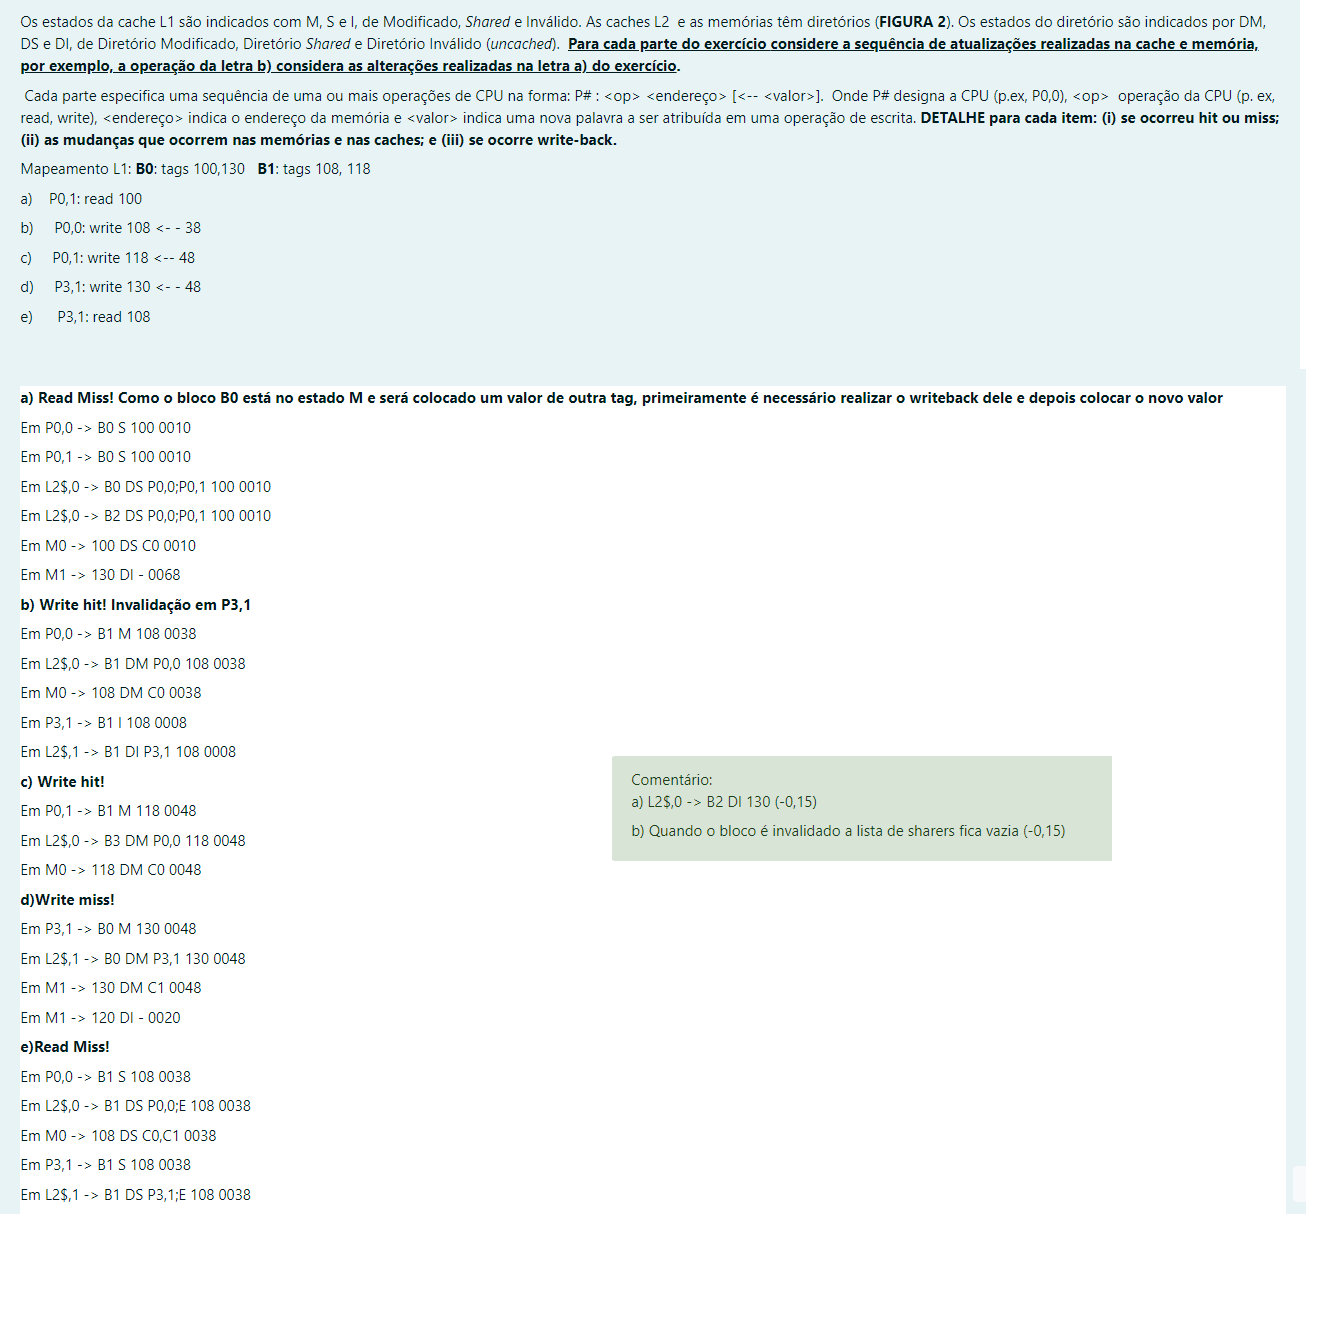 Os estados da cache L1 são indicados com M, S e I, de Modificado, Shared e Inválido. As caches L2 e as memórias têm diretórios (FIGURA 2). Os estados do diretório são indicados por DM,
DS e DI, de Diretório Modificado, Diretório Shared e Diretório Inválido (uncached). Para cada parte do exercício considere a sequência de atualizações realizadas na cache e memória,
por exemplo, a operação da letra b) considera as alterações realizadas na letra a) do exercício.
Cada parte especifica uma sequência de uma ou mais operações de CPU na forma: P# : <op> <endereço> [<-- <valor>]. Onde P# designa a CPU (p.ex, P0,0), <op> operação da CPU (p. ex,
read, write), <endereço> indica o endereço da memória e <valor> indica uma nova palavra a ser atribuída em uma operação de escrita. DETALHE para cada item: (i) se ocorreu hit ou miss;
(ii) as mudanças que ocorrem nas memórias e nas caches; e (iii) se ocorre write-back.
Mapeamento L1: B0: tags 100,130 B1: tags 108, 118
a) P0,1: read 100
b) P0,0: write 108 <- - 38
c) P0,1: write 118 <-- 48
d) P3,1: write 130 <- - 48
e) P3,1: read 108
a) Read Miss! Como o bloco B0 está no estado M e será colocado um valor de outra tag, primeiramente é necessário realizar o writeback dele e depois colocar o novo valor
Em P0,0 -> B0 S 100 0010
Em P0,1 -> B0 S 100 0010
Em L2$,0 -> B0 DS P0,0;P0,1 100 0010
Em L2$,0 -> B2 DS P0,0;P0,1 100 0010
Em M0 -> 100 DS C0 0010
Em M1 -> 130 DI - 0068
b) Write hit! Invalidação em P3,1
Em P0,0 -> B1 M 108 0038
Em L2$,0 -> B1 DM P0,0 108 0038
Em M0 -> 108 DM C0 0038
Em P3,1 -> B1 I 108 0008
Em L2$,1 -> B1 DI P3,1 108 0008
c) Write hit!
Em P0,1 -> B1 M 118 0048
Em L2$,0 -> B3 DM P0,0 118 0048
Em M0 -> 118 DM C0 0048
d)Write miss!
Em P3,1 -> B0 M 130 0048
Em L2$,1 -> B0 DM P3,1 130 0048
Em M1 -> 130 DM C1 0048
Em M1 -> 120 DI - 0020
e)Read Miss!
Em P0,0 -> B1 S 108 0038
Em L2$,0 -> B1 DS P0,0;E 108 0038
Em M0 -> 108 DS C0,C1 0038
Em P3,1 -> B1 S 108 0038
Em L2$,1 -> B1 DS P3,1;E 108 0038
Comentário:
a) L2$,0 -> B2 DI 130 (-0,15)
b) Quando o bloco é invalidado a lista de sharers fica vazia (-0,15)